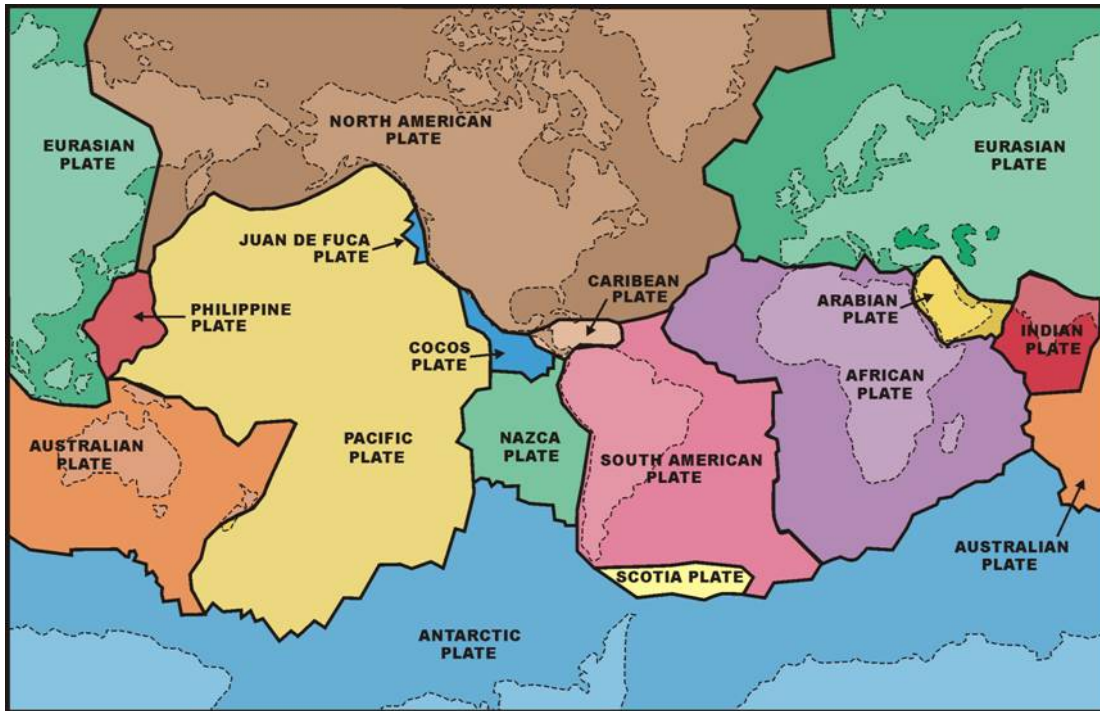 NORTH AMERICAN
PLATE
EURASIAN
PLATE
EURASIAN
PLATE
JUAN DE FUCA
PLATE
PHILIPPINE
PLATE
CARIBEAN
PLATE
ARABIAN
PLATE
INDIAN
PLATE
COCOS
PLATE
AFRICAN
PLATE
AUSTRALIAN
PLATE
PACIFIC
PLATE
NAZCA
PLATE
SOUTH AMERICAN
PLATE
AUSTRALIAN
PLATE
SCOTIA PLATE
ANTARCTIC
PLATE